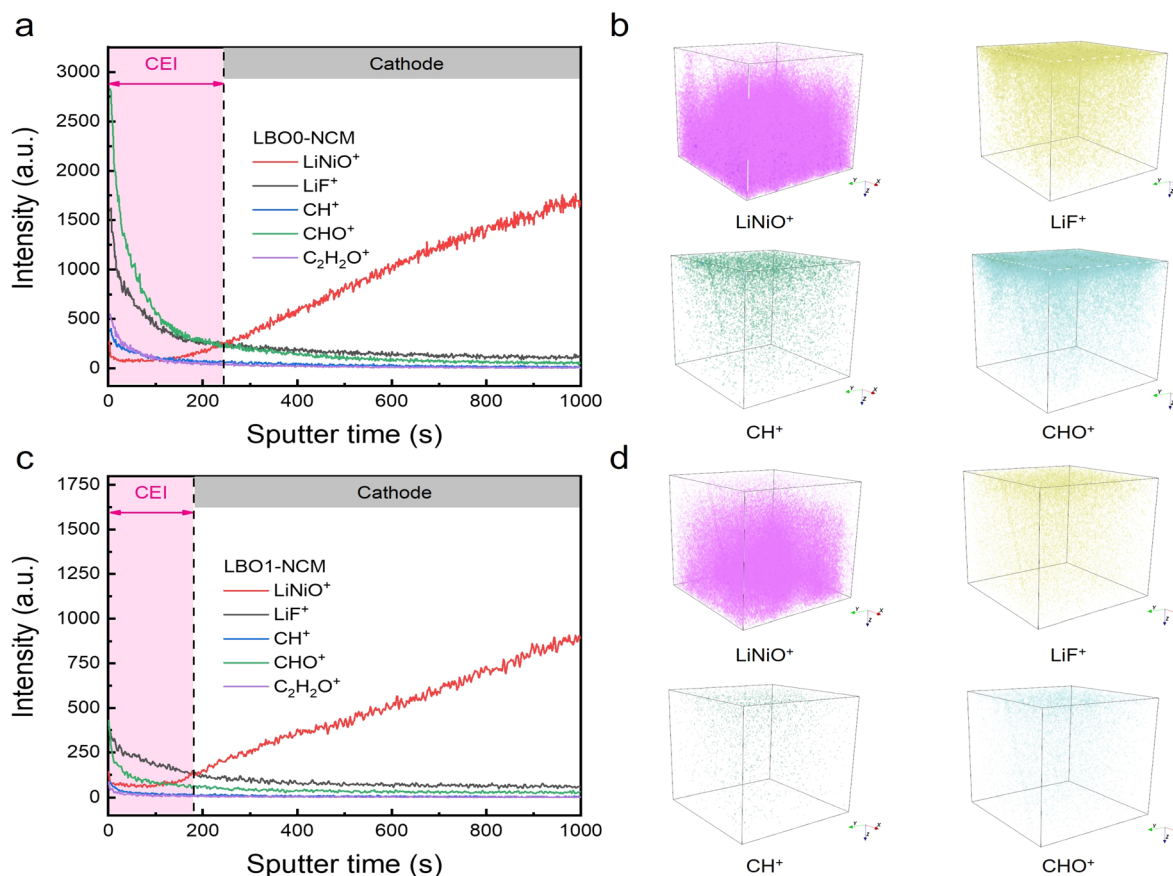 a
CEI
Cathode
3000
2500
2000
1500
1000
500
0
Intensity (a.u.)
LBO0-NCM
LiNiO⁺
LiF⁺
CH⁺
CHO⁺
C₂H₂O⁺
0 200 400 600 800 1000
Sputter time (s)
b
Y X
Z
LiNiO⁺
Y X
Z
LiF⁺
Y X
Z
CH⁺
Y X
Z
CHO⁺
c
CEI
Cathode
1750
1500
1250
1000
750
500
250
0
Intensity (a.u.)
LBO1-NCM
LiNiO⁺
LiF⁺
CH⁺
CHO⁺
C₂H₂O⁺
0 200 400 600 800 1000
Sputter time (s)
d
Y X
Z
LiNiO⁺
Y X
Z
LiF⁺
Y X
Z
CH⁺
Y X
Z
CHO⁺